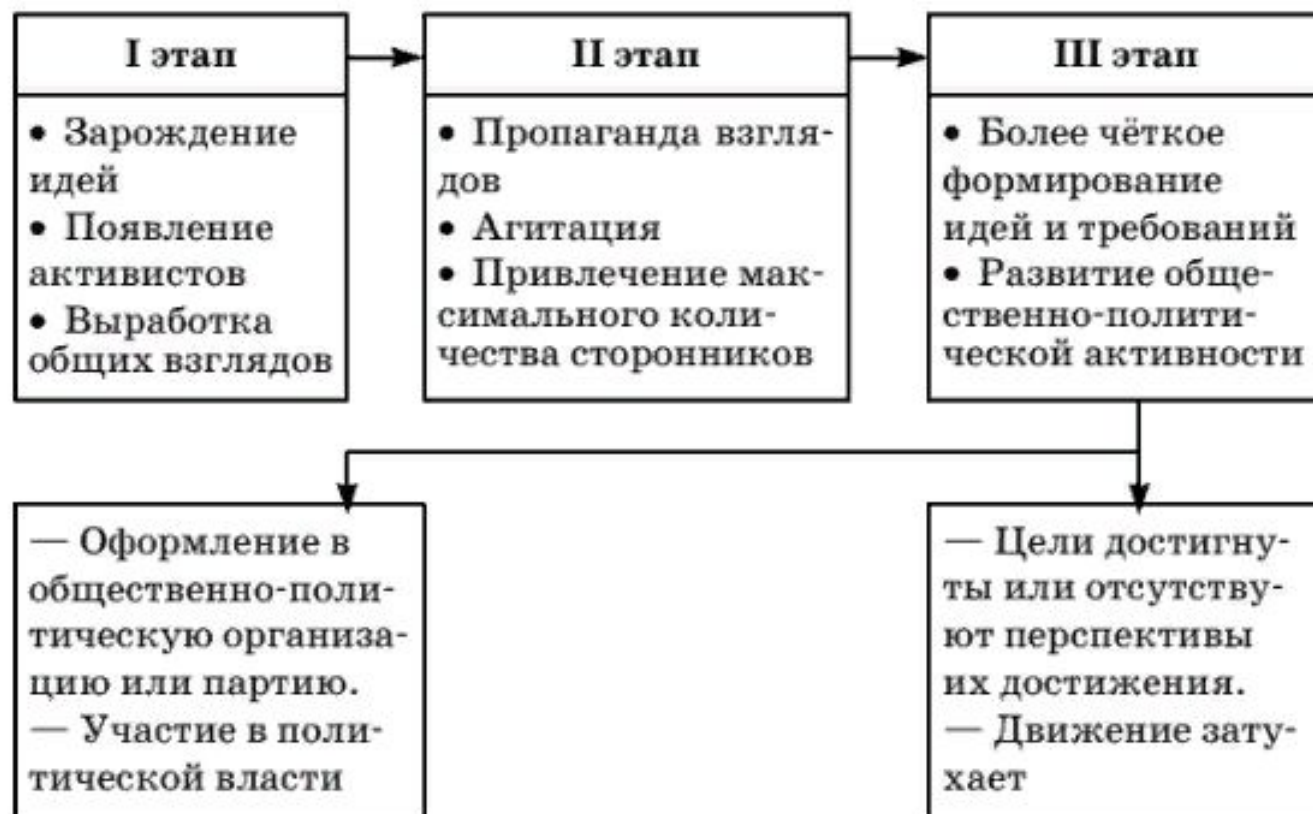 I этап
• Зарождение
идей
• Появление
активистов
• Выработка
общих взглядов
II этап
• Пропаганда взгля-
дов
• Агитация
• Привлечение мак-
симального коли-
чества сторонников
III этап
• Более чёткое
формирование
идей и требований
• Развитие обще-
ственно-полити-
ческой активности
— Оформление в
общественно-поли-
тическую организа-
цию или партию.
— Участие в поли-
тической власти
— Цели достигну-
ты или отсутству-
ют перспективы
их достижения.
— Движение зату-
хает